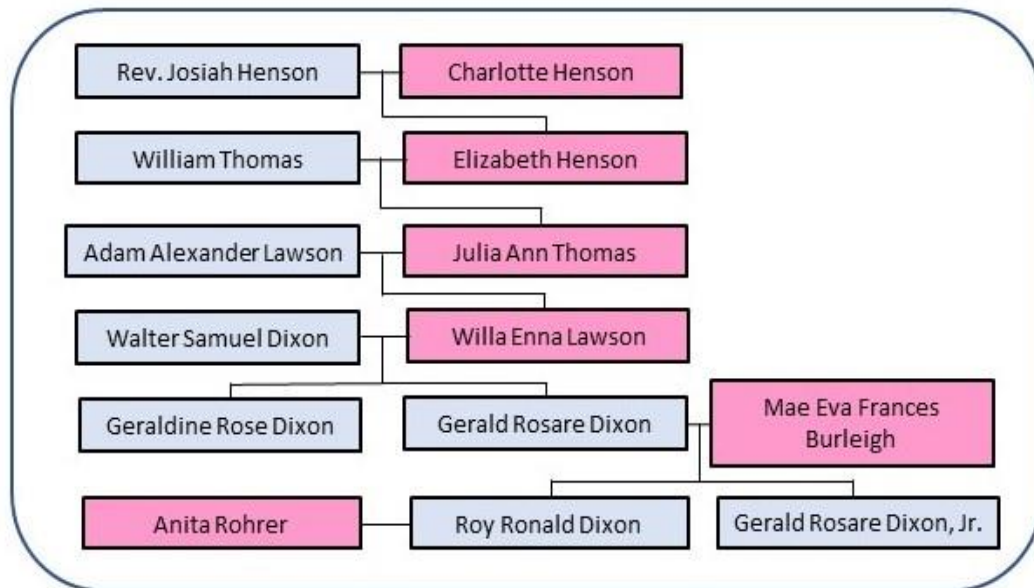 Rev. Josiah Henson
Charlotte Henson
William Thomas
Elizabeth Henson
Adam Alexander Lawson
Julia Ann Thomas
Walter Samuel Dixon
Willa Enna Lawson
Geraldine Rose Dixon
Gerald Rosare Dixon
Mae Eva Frances
Burleigh
Anita Rohrer
Roy Ronald Dixon
Gerald Rosare Dixon, Jr.